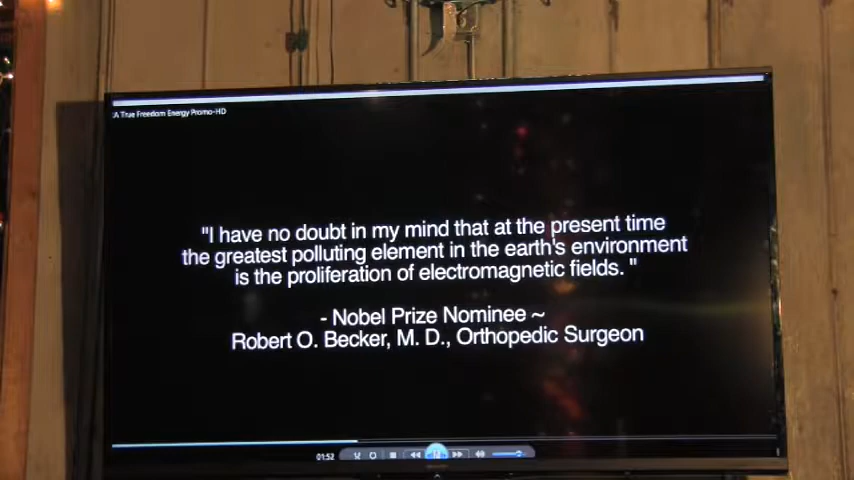 :A True Freedom Energy Promo-HD
"I have no doubt in my mind that at the present time
the greatest polluting element in the earth's environment
is the proliferation of electromagnetic fields. "
- Nobel Prize Nominee ~
Robert O. Becker, M. D., Orthopedic Surgeon
01:52